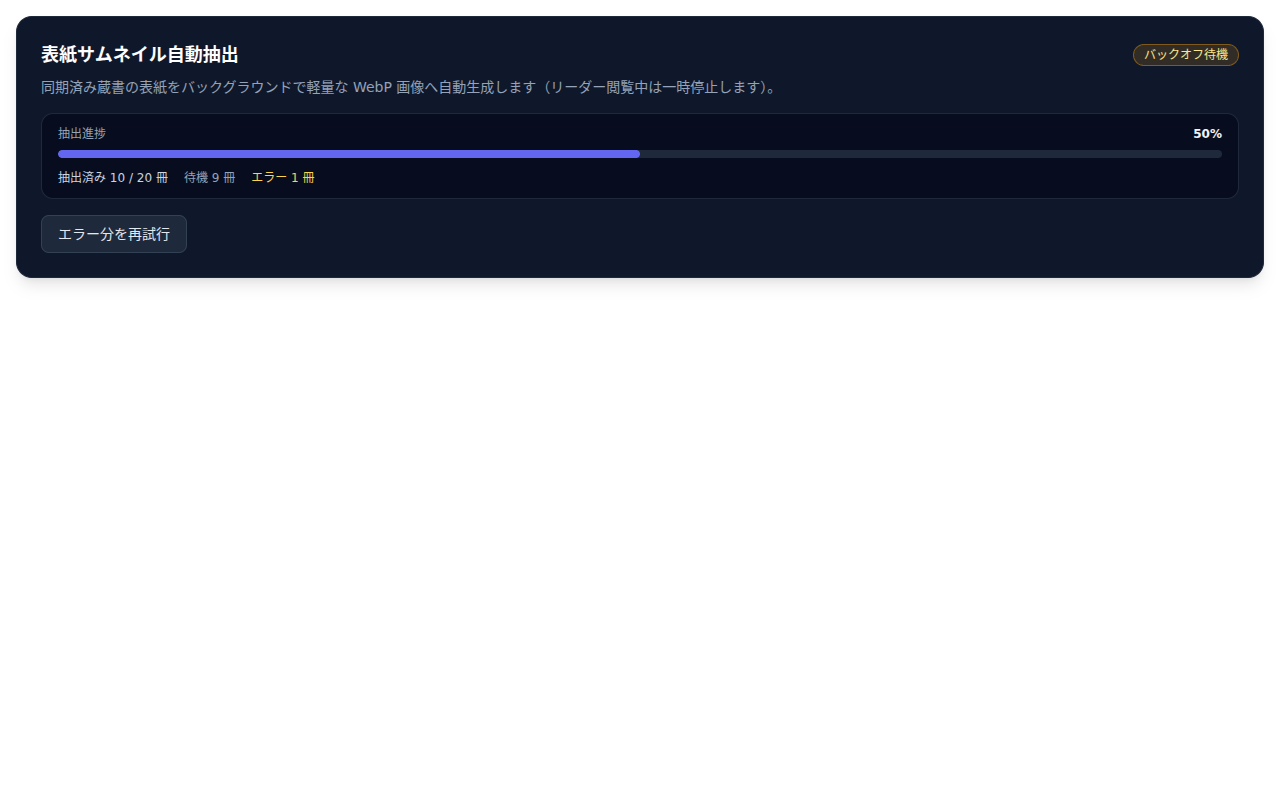 表紙サムネイル自動抽出
バックオフ待機
同期済み蔵書の表紙をバックグラウンドで軽量な WebP 画像へ自動生成します（リーダー閲覧中は一時停止します）。
抽出進捗
50%
抽出済み 10 / 20 冊 待機 9 冊 エラー 1 冊
エラー分を再試行